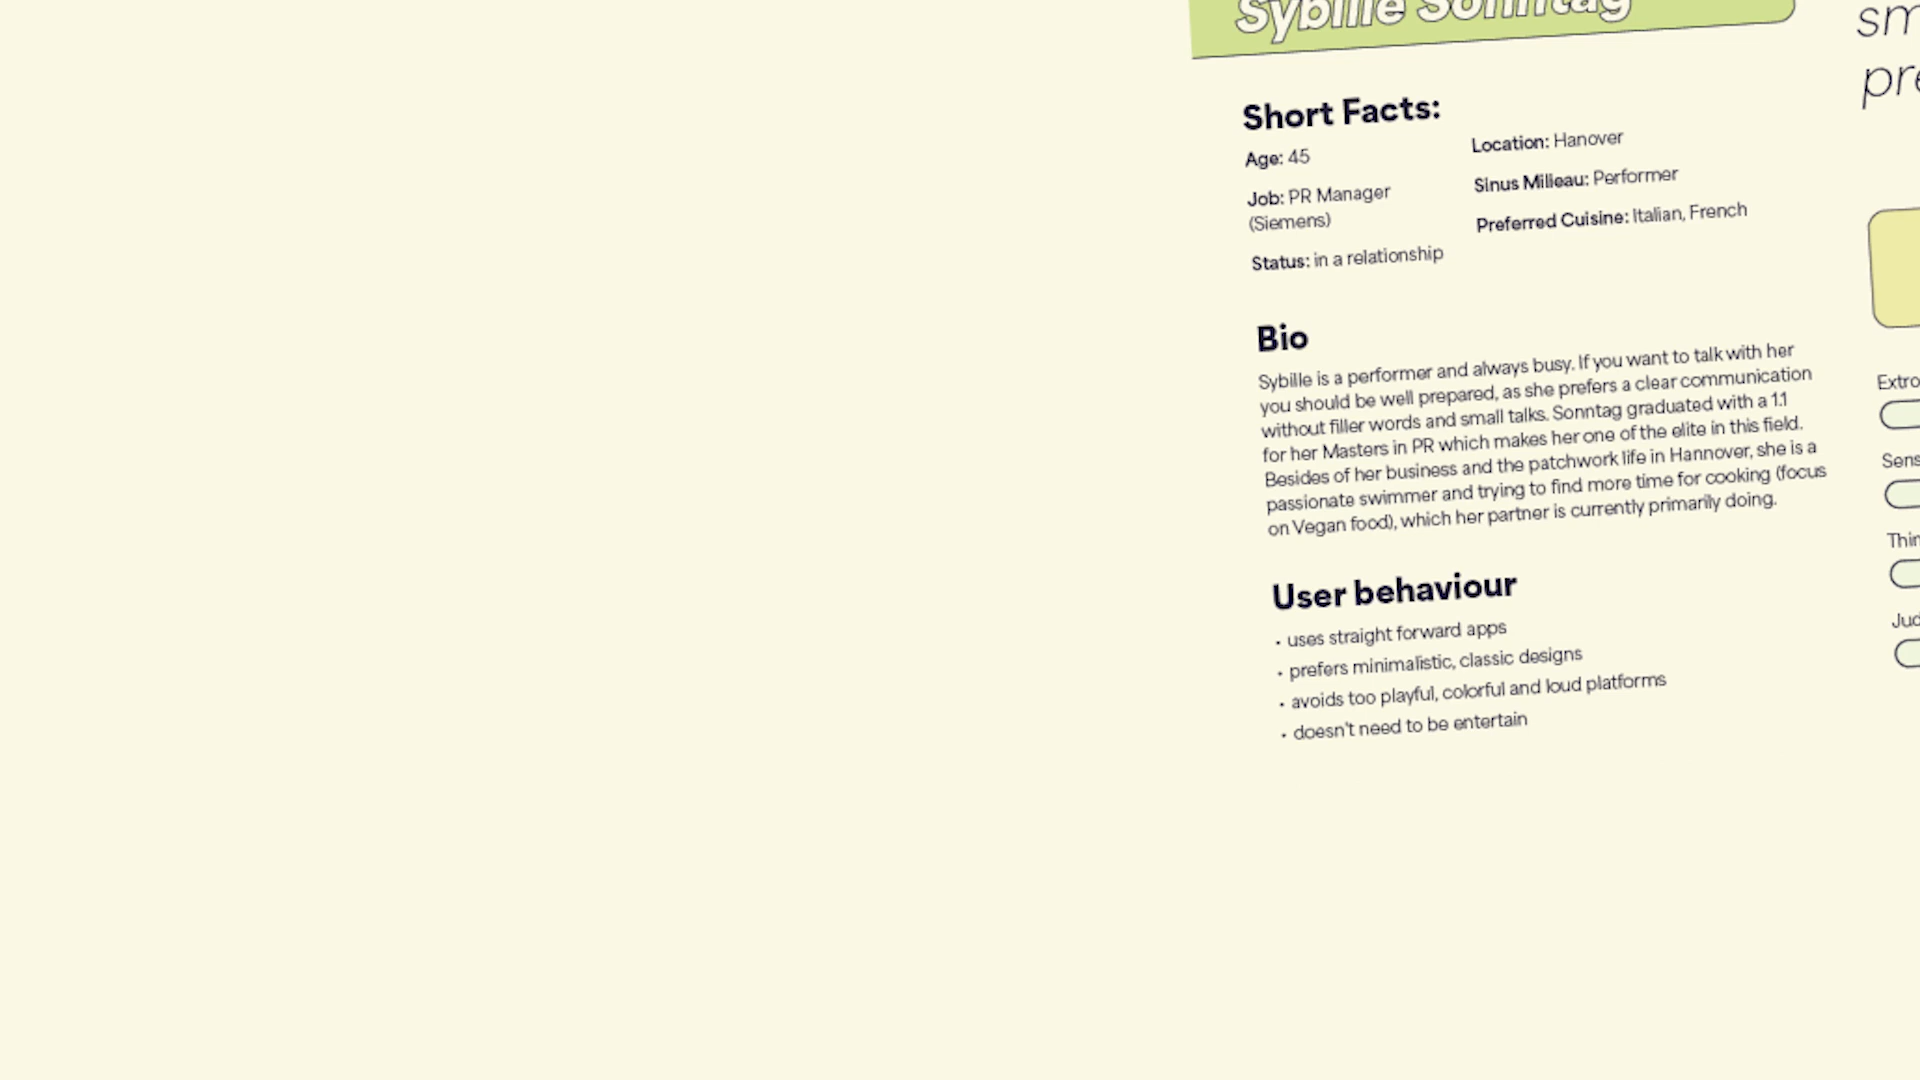 Sybille Sonntag
Short Facts:
Age: 45
Job: PR Manager
(Siemens)
Status: in a relationship
Location: Hanover
Sinus Milieau: Performer
Preferred Cuisine: Italian, French
Bio
Sybille is a performer and always busy. If you want to talk with her
you should be well prepared, as she prefers a clear communication
without filler words and small talks. Sonntag graduated with a 1.1
for her Masters in PR which makes her one of the elite in this field.
Besides of her business and the patchwork life in Hannover, she is a
passionate swimmer and trying to find more time for cooking (focus
on Vegan food), which her partner is currently primarily doing.
User behaviour
• uses straight forward apps
• prefers minimalistic, classic designs
• avoids too playful, colorful and loud platforms
• doesn't need to be entertain